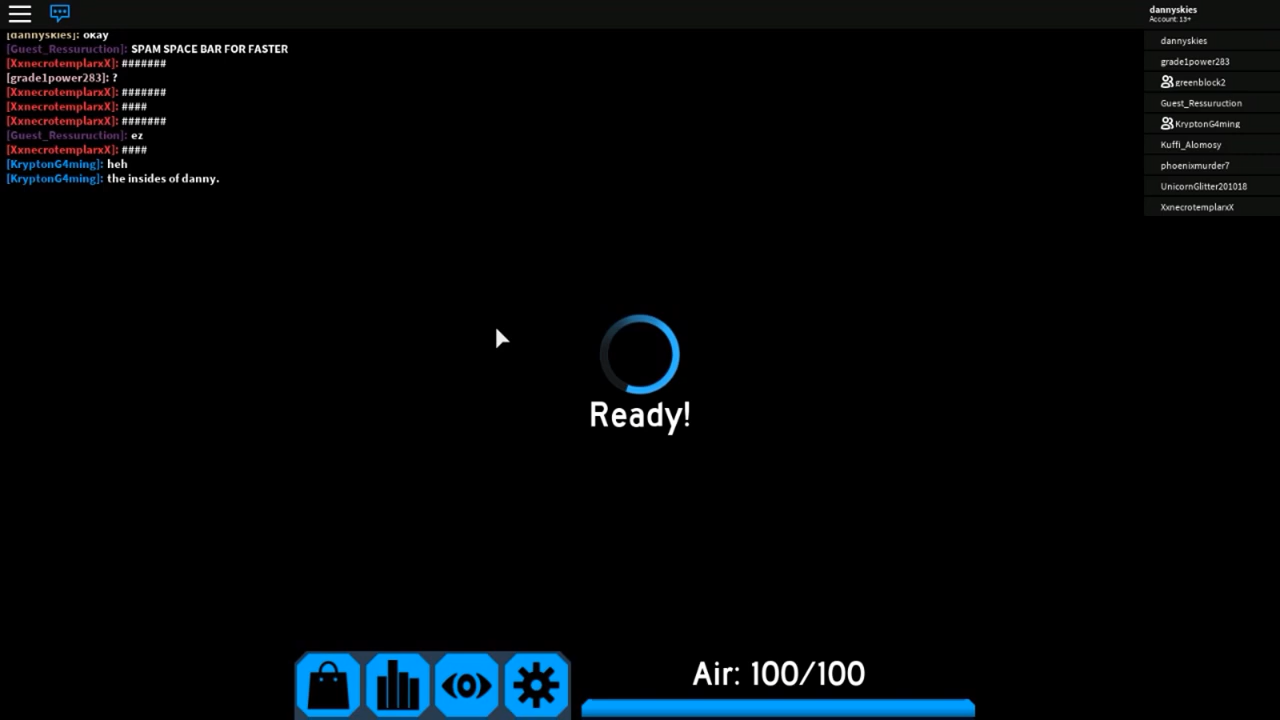 dannyskies
Account: 13+
[dannyskies]: okay
[Guest_Ressuruction]: SPAM SPACE BAR FOR FASTER
[XxnecrotemplarxX]: #######
[grade1power283]: ?
[XxnecrotemplarxX]: #######
[XxnecrotemplarxX]: ####
[XxnecrotemplarxX]: #######
[Guest_Ressuruction]: ez
[XxnecrotemplarxX]: ####
[KryptonG4ming]: heh
[KryptonG4ming]: the insides of danny.
dannyskies
grade1power283
greenblock2
Guest_Ressuruction
KryptonG4ming
Kuffi_Alomosy
phoenixmurder7
UnicornGlitter201018
XxnecrotemplarxX
Ready!
Air: 100/100